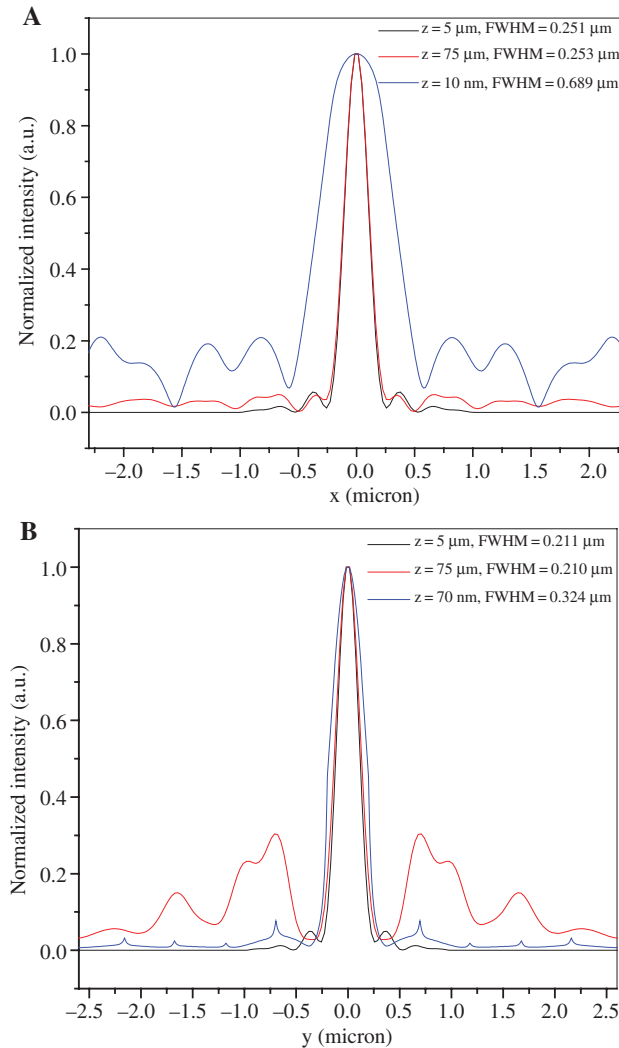 A
z = 5 μm, FWHM = 0.251 μm
z = 75 μm, FWHM = 0.253 μm
z = 10 nm, FWHM = 0.689 μm
1.0
0.8
0.6
0.4
0.2
0.0
Normalized intensity (a.u.)
−2.0 −1.5 −1.0 −0.5 0.0 0.5 1.0 1.5 2.0
x (micron)
B
z = 5 μm, FWHM = 0.211 μm
z = 75 μm, FWHM = 0.210 μm
z = 70 nm, FWHM = 0.324 μm
1.0
0.8
0.6
0.4
0.2
0.0
Normalized intensity (a.u.)
−2.5 −2.0 −1.5 −1.0 −0.5 0.0 0.5 1.0 1.5 2.0 2.5
y (micron)